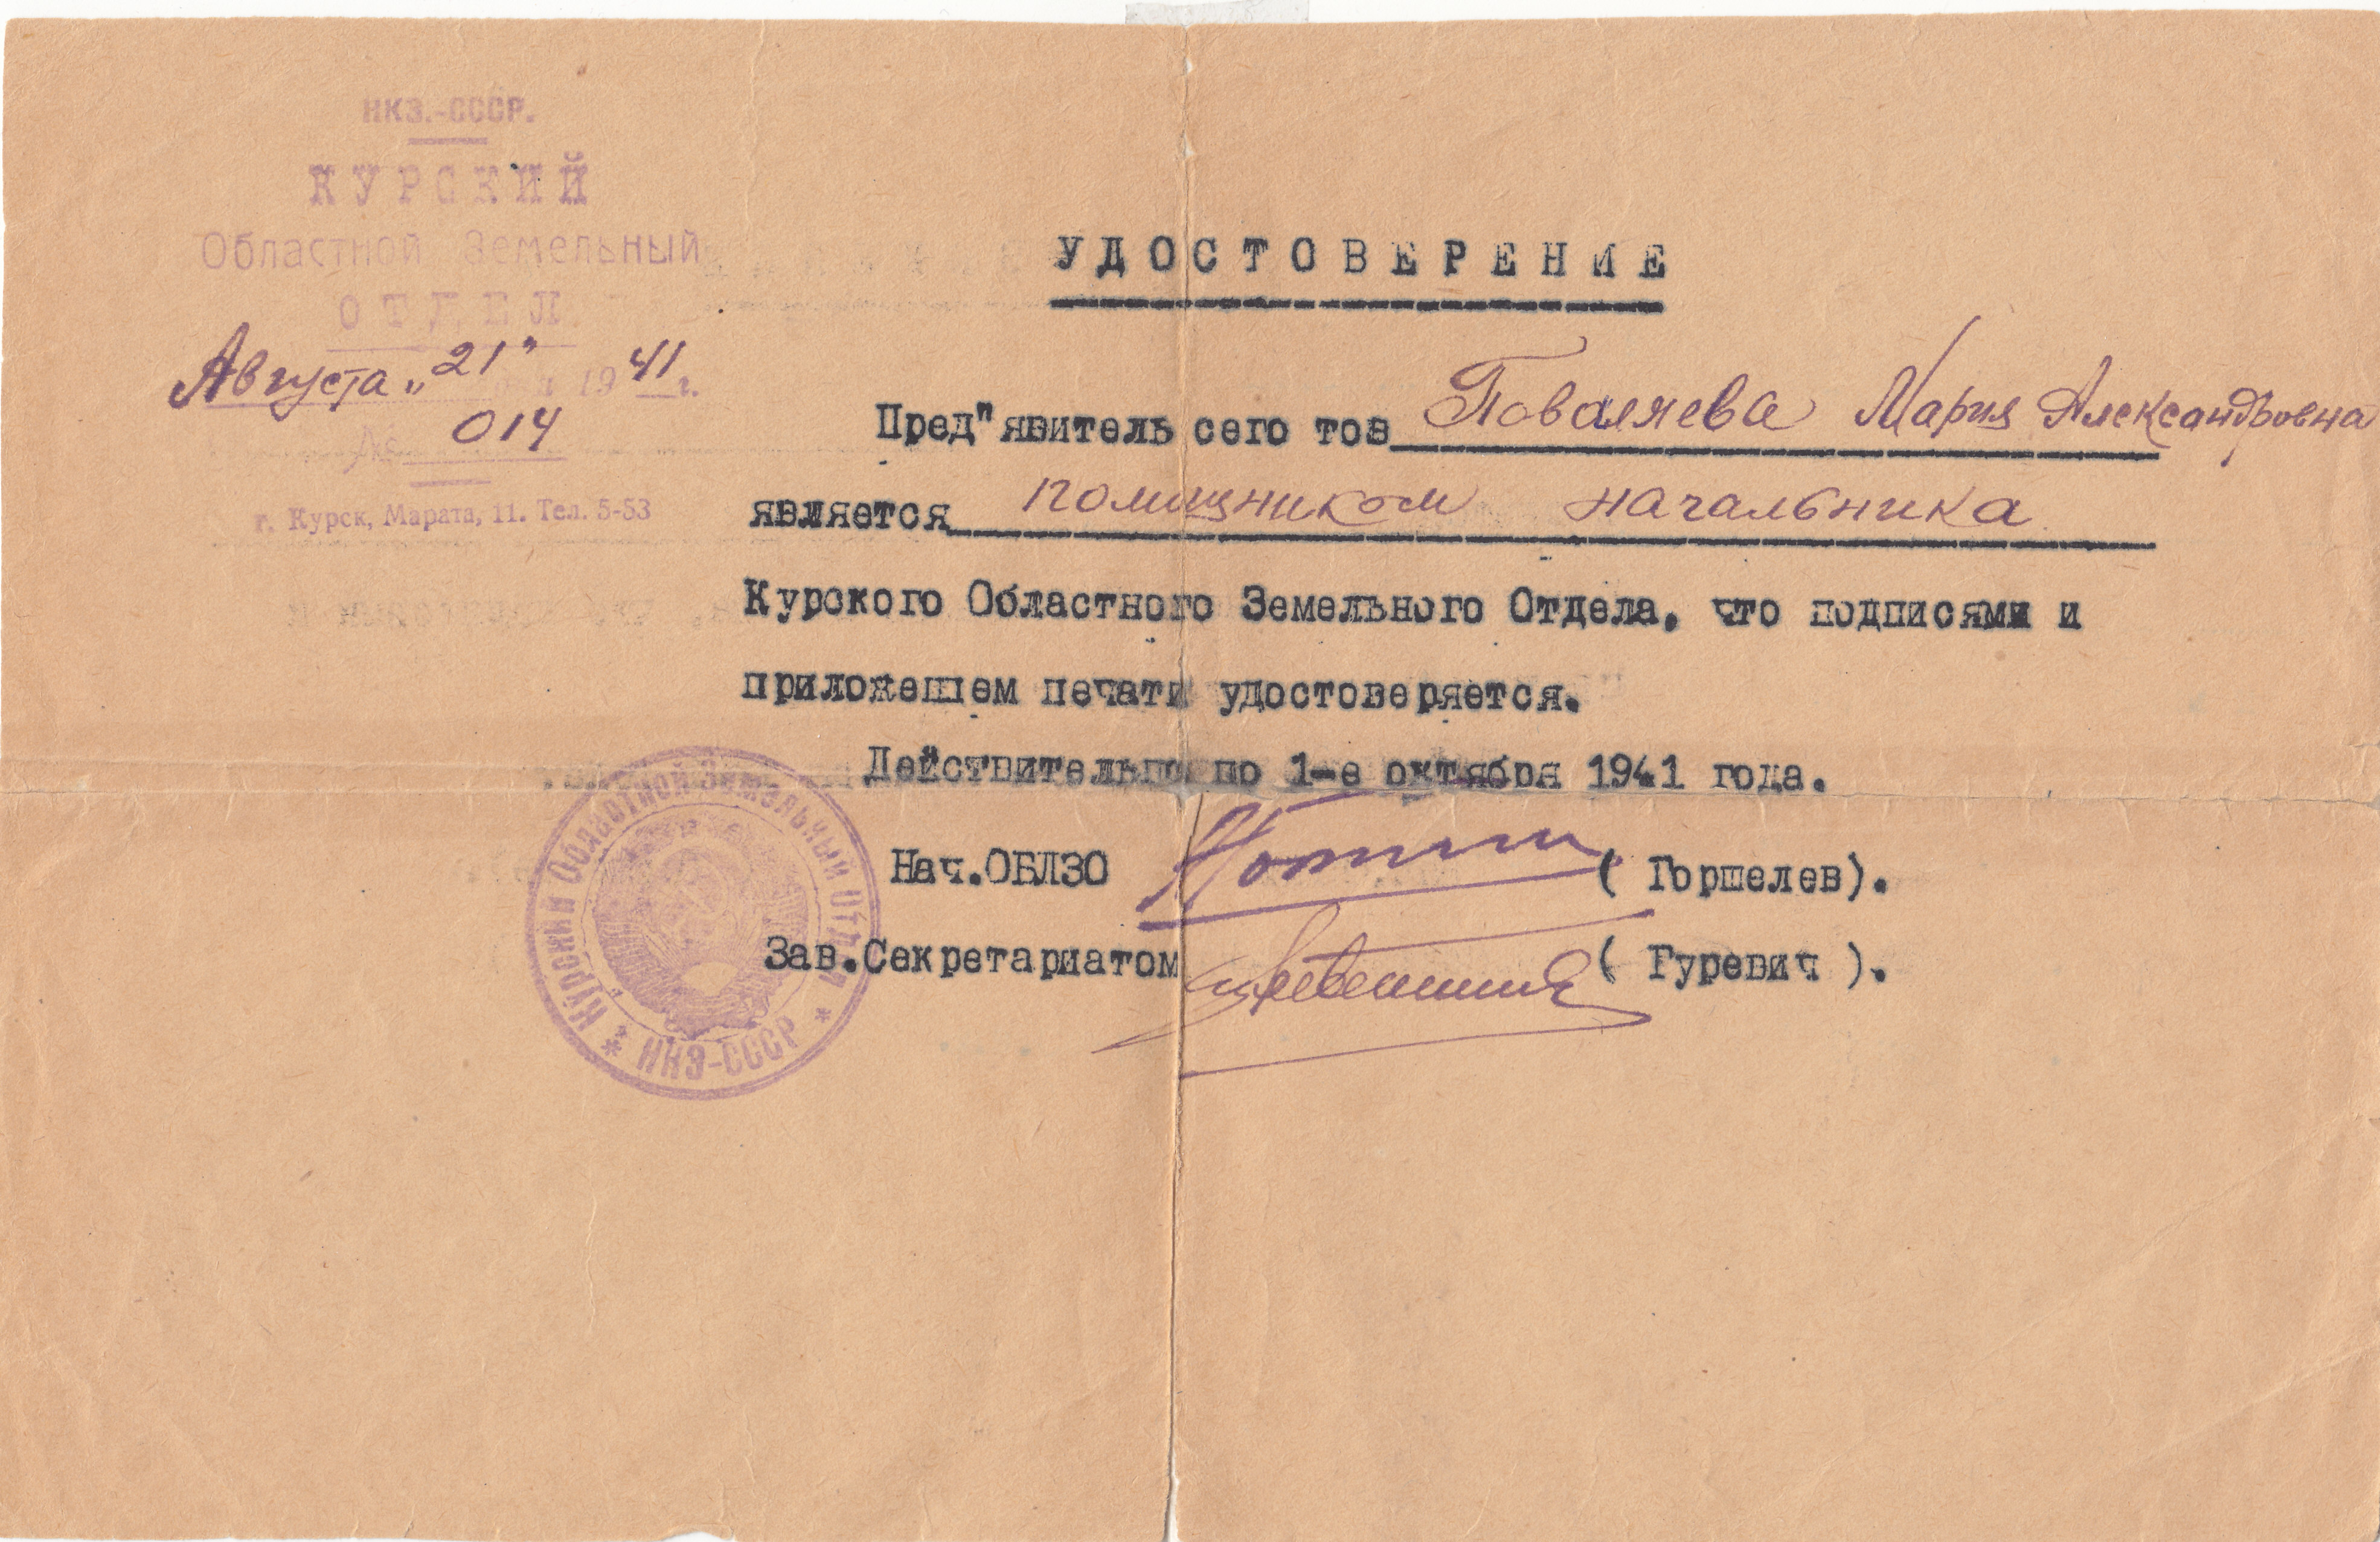 НКЗ.-СССР.
КУРСКИЙ
Областной Земельный
ОТДЕЛ
Августа „21" 1941г.
№ 014
г. Курск, Марата, 11. Тел. 5-53
УДОСТОВЕРЕНИЕ
Пред"явитель сего тов Поваляева Мария Александровна
является помощником начальника
Курского Областного Земельного Отдела, что подписями и
приложением печати удостоверяется.
Действительно по 1-е октября 1941 года.
Нач.ОБЛЗО (Горшелев).
Зав.Секретариатом (Гуревич).
Курский Областной Земельный Отдел * НКЗ-СССР *